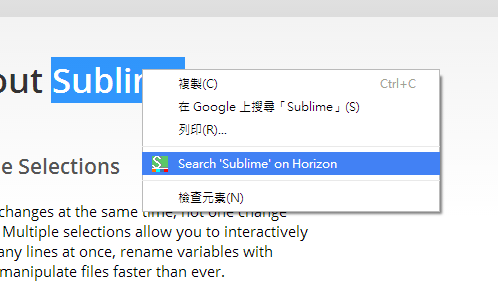 out Sublime
複製(C) Ctrl+C
在 Google 上搜尋「Sublime」(S)
列印(R)...
e Selections
Search 'Sublime' on Horizon
檢查元素(N)
changes at the same time, not one change
Multiple selections allow you to interactively
any lines at once, rename variables with
manipulate files faster than ever.